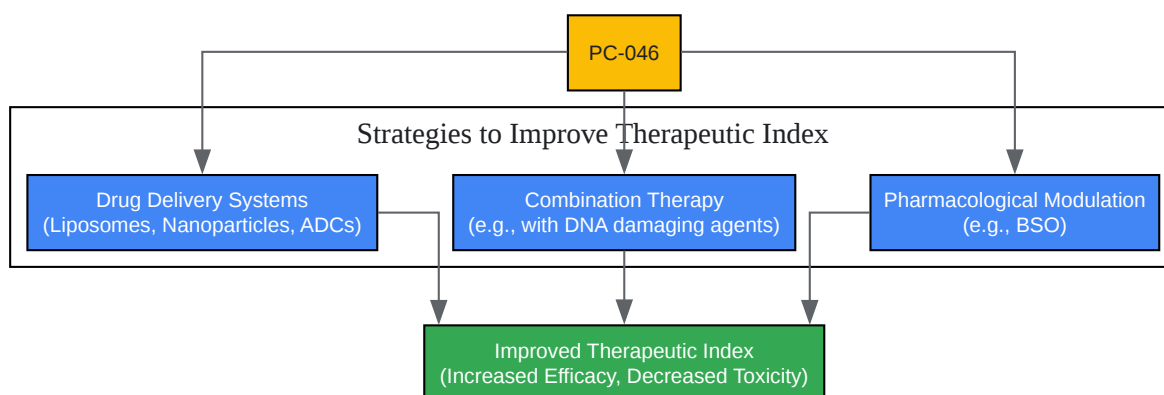 PC-046
Strategies to Improve Therapeutic Index
Drug Delivery Systems
(Liposomes, Nanoparticles, ADCs)
Combination Therapy
(e.g., with DNA damaging agents)
Pharmacological Modulation
(e.g., BSO)
Improved Therapeutic Index
(Increased Efficacy, Decreased Toxicity)